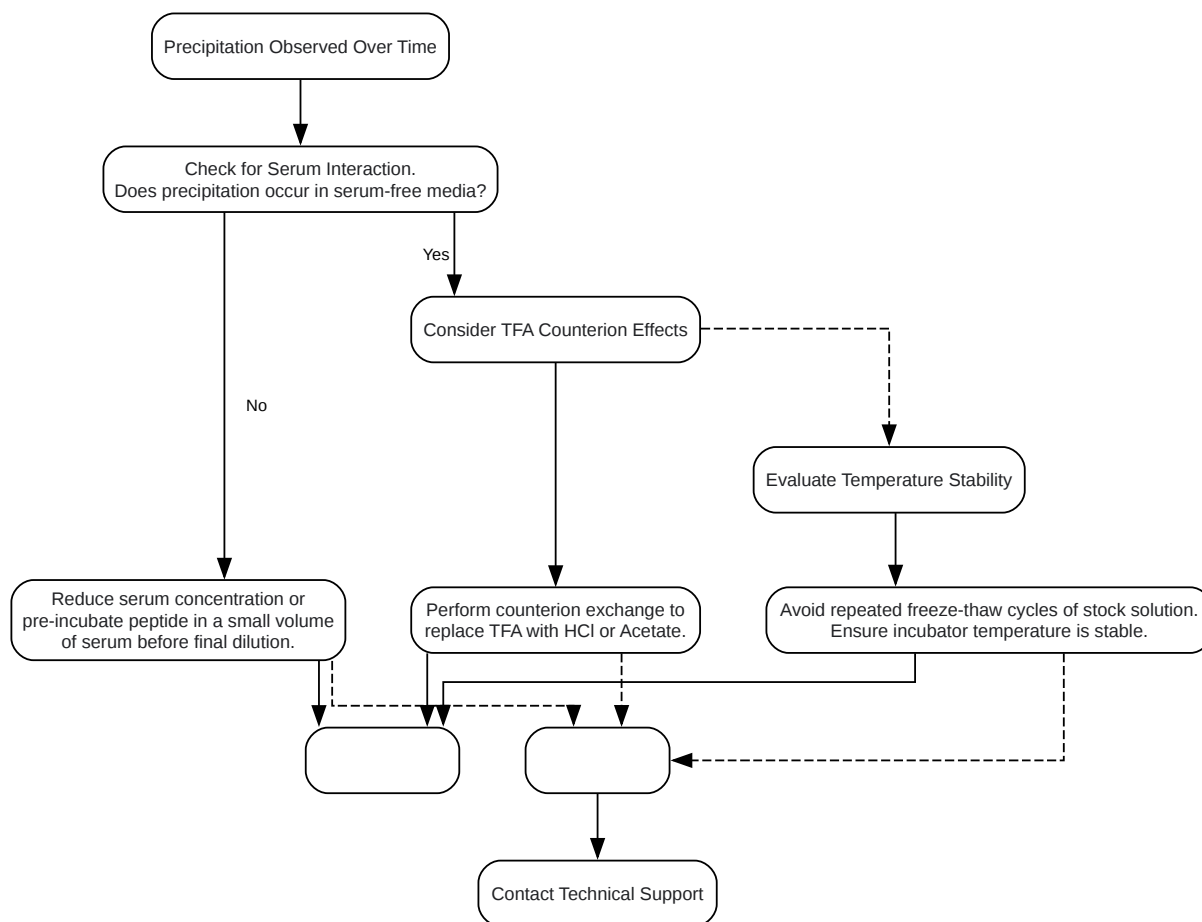 Precipitation Observed Over Time
Check for Serum Interaction.
Does precipitation occur in serum-free media?
Yes
Consider TFA Counterion Effects
No
Evaluate Temperature Stability
Reduce serum concentration or
pre-incubate peptide in a small volume
of serum before final dilution.
Perform counterion exchange to
replace TFA with HCl or Acetate.
Avoid repeated freeze-thaw cycles of stock solution.
Ensure incubator temperature is stable.
Contact Technical Support